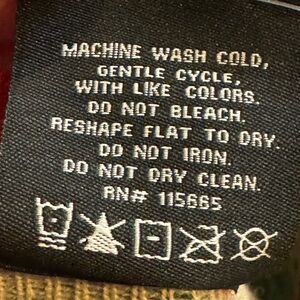 MACHINE WASH COLD,
GENTLE CYCLE,
WITH LIKE COLORS.
DO NOT BLEACH.
RESHAPE FLAT TO DRY.
DO NOT IRON.
DO NOT DRY CLEAN.
RN# 115665